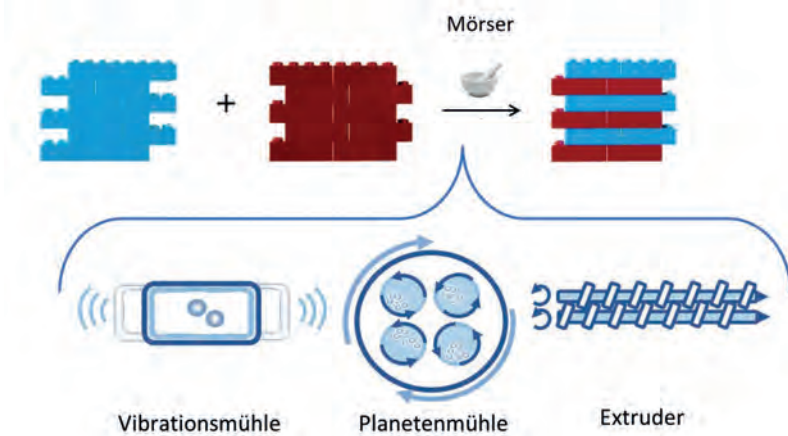 Mörser
+
Vibrationsmühle
Planetenmühle
Extruder